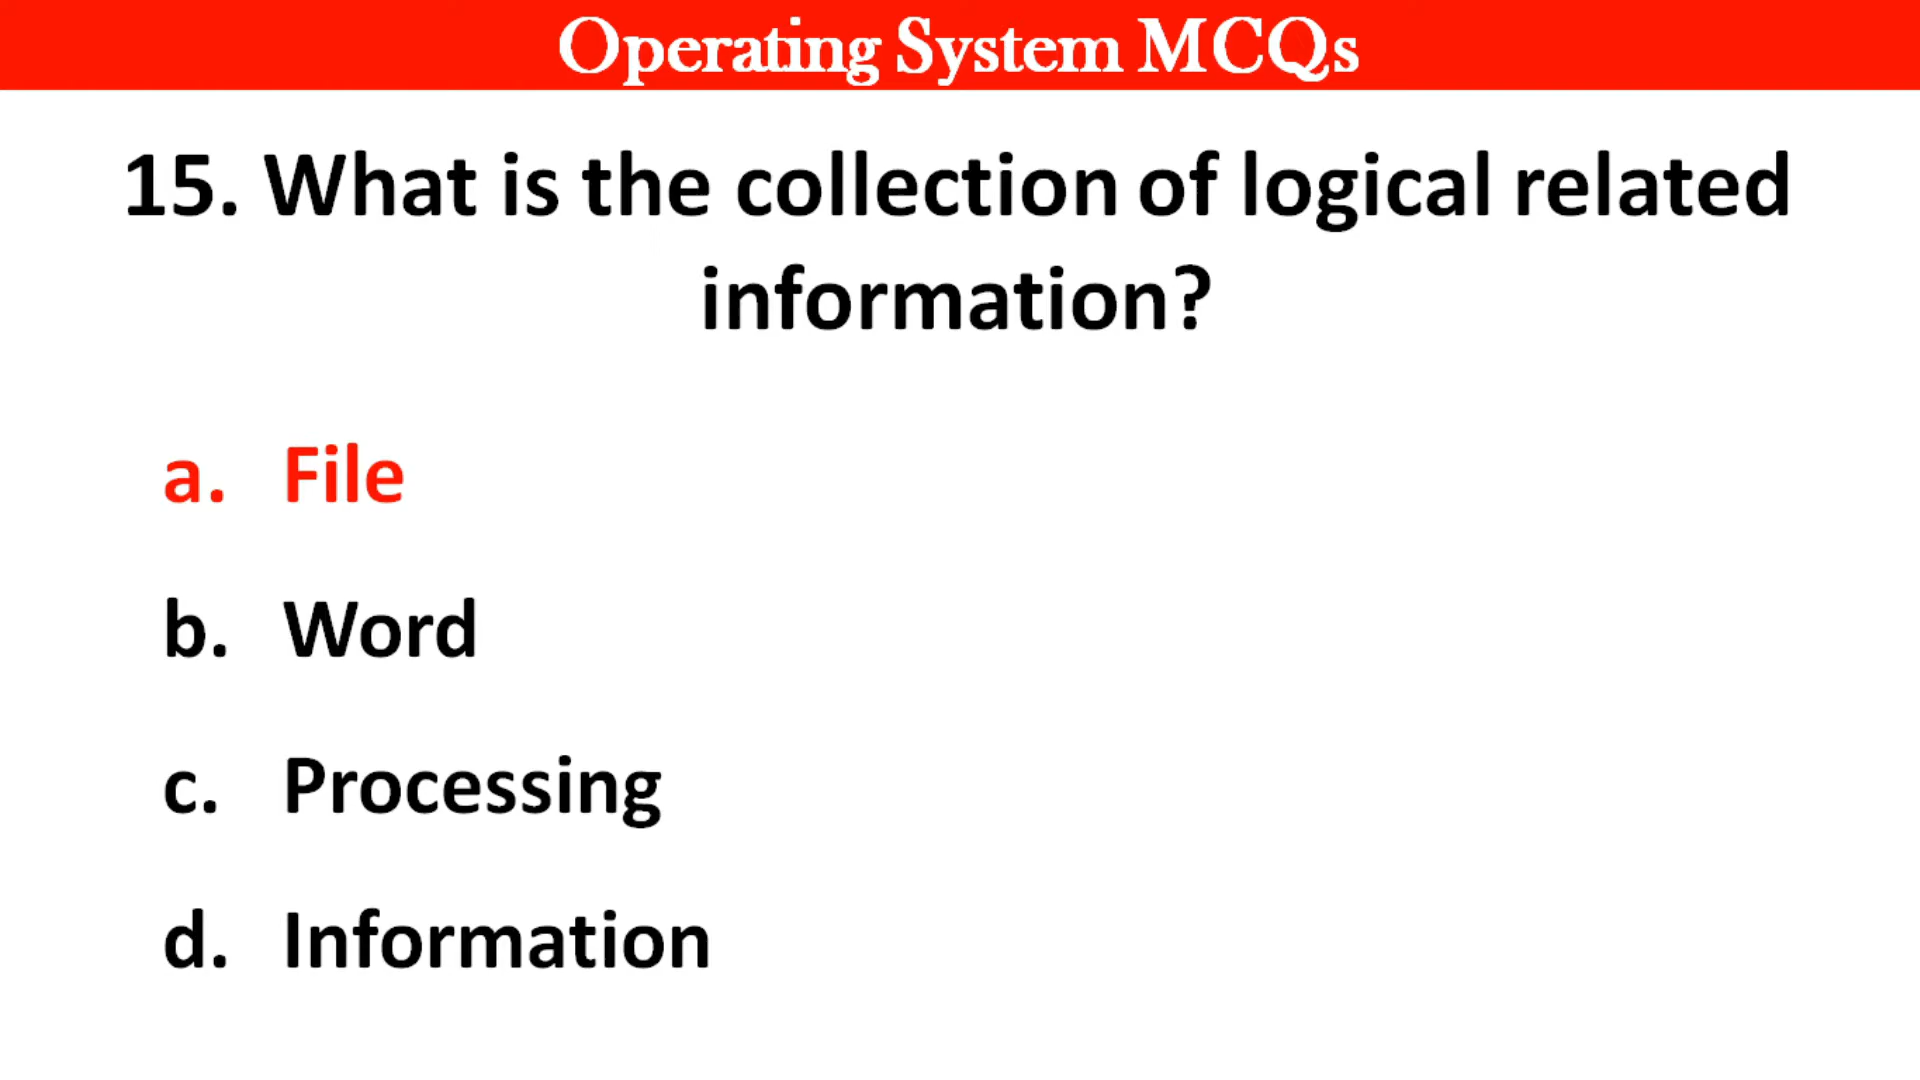 Operating System MCQs
15. What is the collection of logical related
information?
a. File
b. Word
c. Processing
d. Information